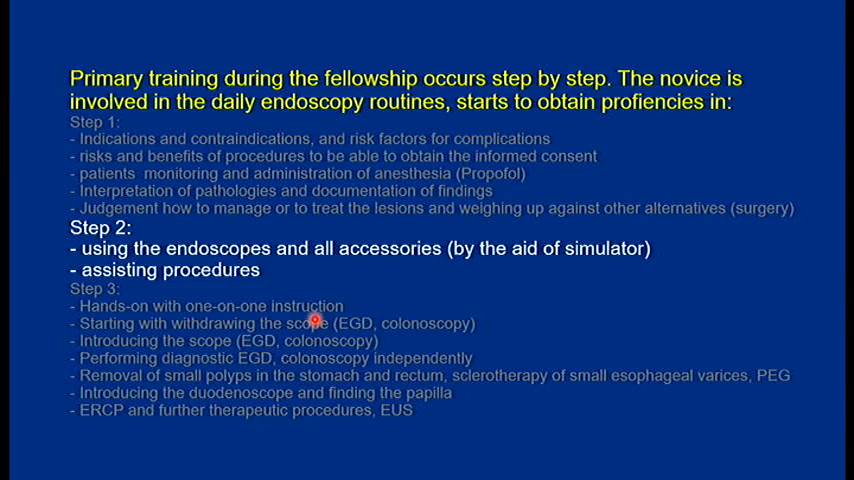 Primary training during the fellowship occurs step by step. The novice is
involved in the daily endoscopy routines, starts to obtain profiencies in:
Step 1:
- Indications and contraindications, and risk factors for complications
- risks and benefits of procedures to be able to obtain the informed consent
- patients monitoring and administration of anesthesia (Propofol)
- Interpretation of pathologies and documentation of findings
- Judgement how to manage or to treat the lesions and weighing up against other alternatives (surgery)
Step 2:
- using the endoscopes and all accessories (by the aid of simulator)
- assisting procedures
Step 3:
- Hands-on with one-on-one instruction
- Starting with withdrawing the scope (EGD, colonoscopy)
- Introducing the scope (EGD, colonoscopy)
- Performing diagnostic EGD, colonoscopy independently
- Removal of small polyps in the stomach and rectum, sclerotherapy of small esophageal varices, PEG
- Introducing the duodenoscope and finding the papilla
- ERCP and further therapeutic procedures, EUS